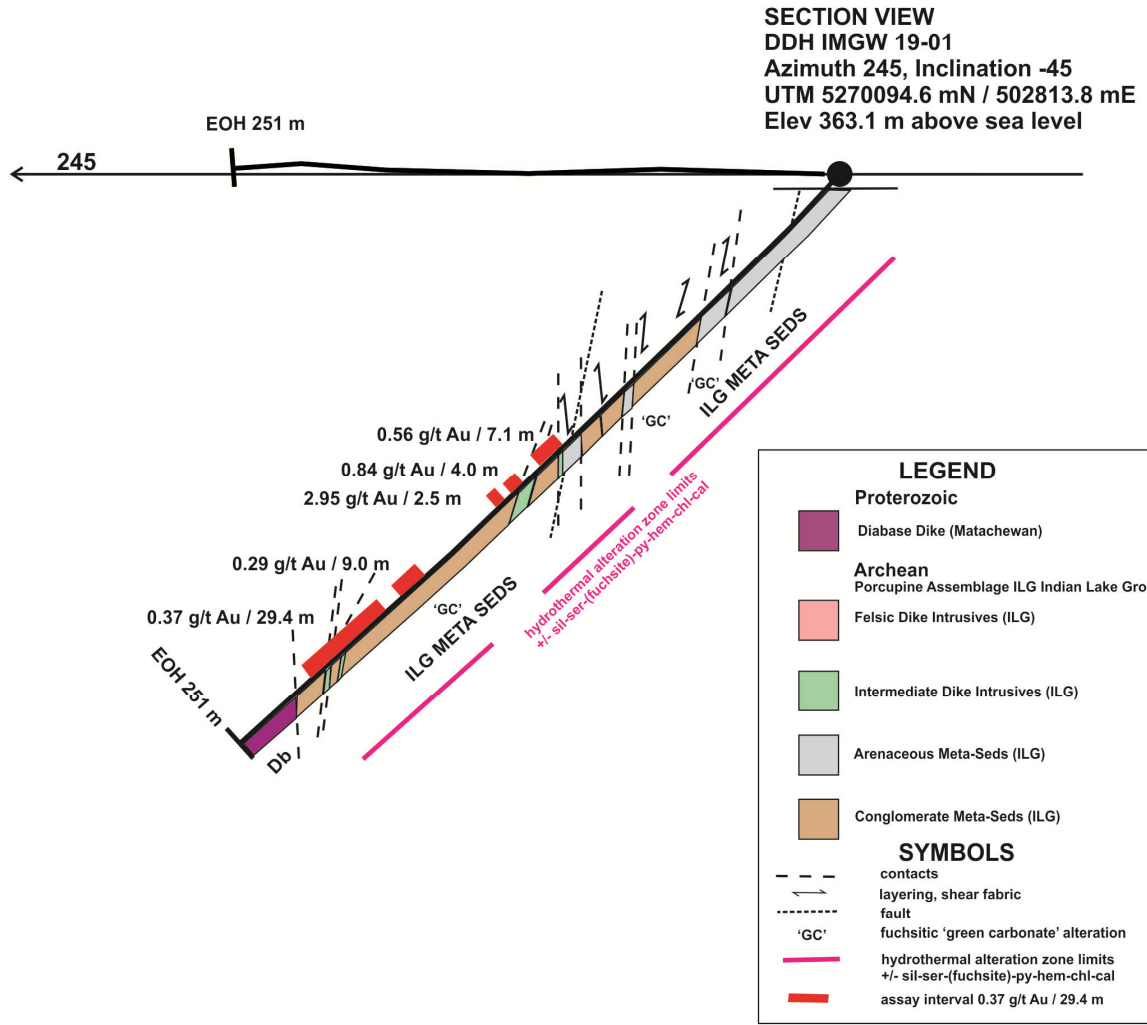 SECTION VIEW
DDH IMGW 19-01
Azimuth 245, Inclination -45
UTM 5270094.6 mN / 502813.8 mE
Elev 363.1 m above sea level
EOH 251 m
245
ILG META SEDS
'GC'
'GC'
0.56 g/t Au / 7.1 m
0.84 g/t Au / 4.0 m
2.95 g/t Au / 2.5 m
hydrothermal alteration zone limits
+/- sil-ser-(fuchsite)-py-hem-chl-cal
0.29 g/t Au / 9.0 m
'GC'
ILG META SEDS
0.37 g/t Au / 29.4 m
EOH 251 m
Db
LEGEND
Proterozoic
Diabase Dike (Matachewan)
Archean
Porcupine Assemblage ILG Indian Lake Gro
Felsic Dike Intrusives (ILG)
Intermediate Dike Intrusives (ILG)
Arenaceous Meta-Seds (ILG)
Conglomerate Meta-Seds (ILG)
SYMBOLS
contacts
layering, shear fabric
fault
'GC' fuchsitic 'green carbonate' alteration
hydrothermal alteration zone limits
+/- sil-ser-(fuchsite)-py-hem-chl-cal
assay interval 0.37 g/t Au / 29.4 m